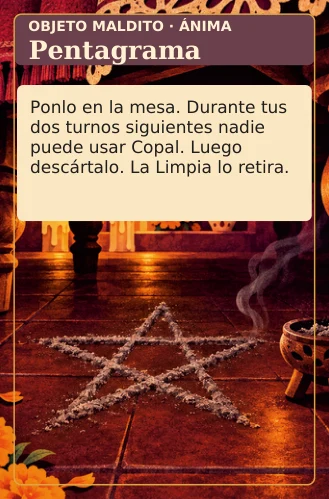 OBJETO MALDITO · ÁNIMA
Pentagrama
Ponlo en la mesa. Durante tus
dos turnos siguientes nadie
puede usar Copal. Luego
descártalo. La Limpia lo retira.